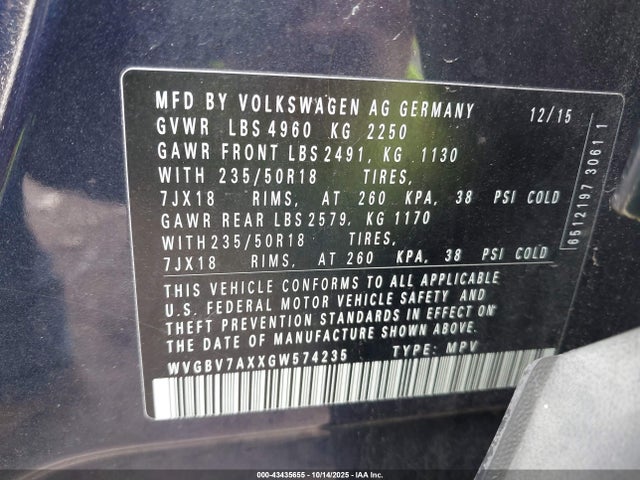 MFD BY VOLKSWAGEN AG GERMANY 12/15
GVWR LBS 4960 KG 2250
GAWR FRONT LBS 2491, KG 1130
WITH 235/50R18 TIRES,
7JX18 RIMS, AT 260 KPA, 38 PSI COLD
GAWR REAR LBS 2579, KG 1170
WITH 235/50R18 TIRES,
7JX18 RIMS, AT 260 KPA, 38 PSI COLD
THIS VEHICLE CONFORMS TO ALL APPLICABLE
U.S. FEDERAL MOTOR VEHICLE SAFETY AND
THEFT PREVENTION STANDARDS IN EFFECT ON
THE DATE OF MANUFACTURE SHOWN ABOVE.
WVGBV7AXXGW574235 TYPE: MPV
6512197 30611
000-43435655 - 10/14/2025 - IAA Inc.